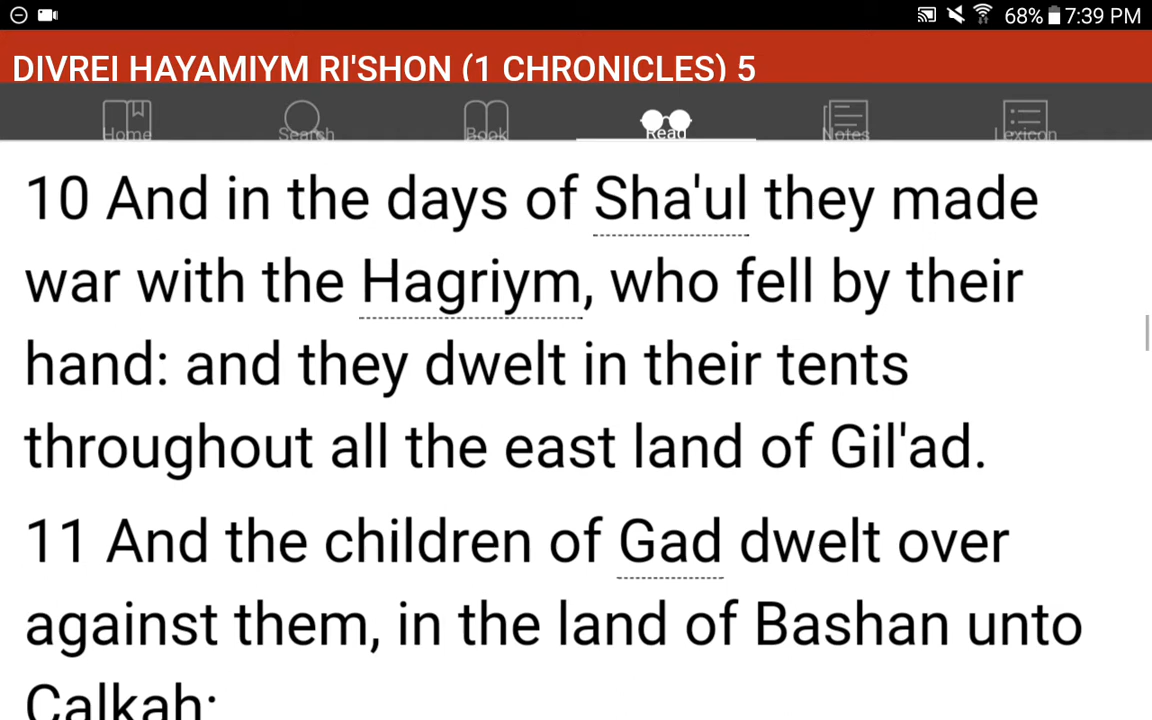 68% 7:39 PM
DIVREI HAYAMIYM RI'SHON (1 CHRONICLES) 5
Home Search Book Read Notes Lexicon
10 And in the days of Sha'ul they made
war with the Hagriym, who fell by their
hand: and they dwelt in their tents
throughout all the east land of Gil'ad.
11 And the children of Gad dwelt over
against them, in the land of Bashan unto
Calkah: